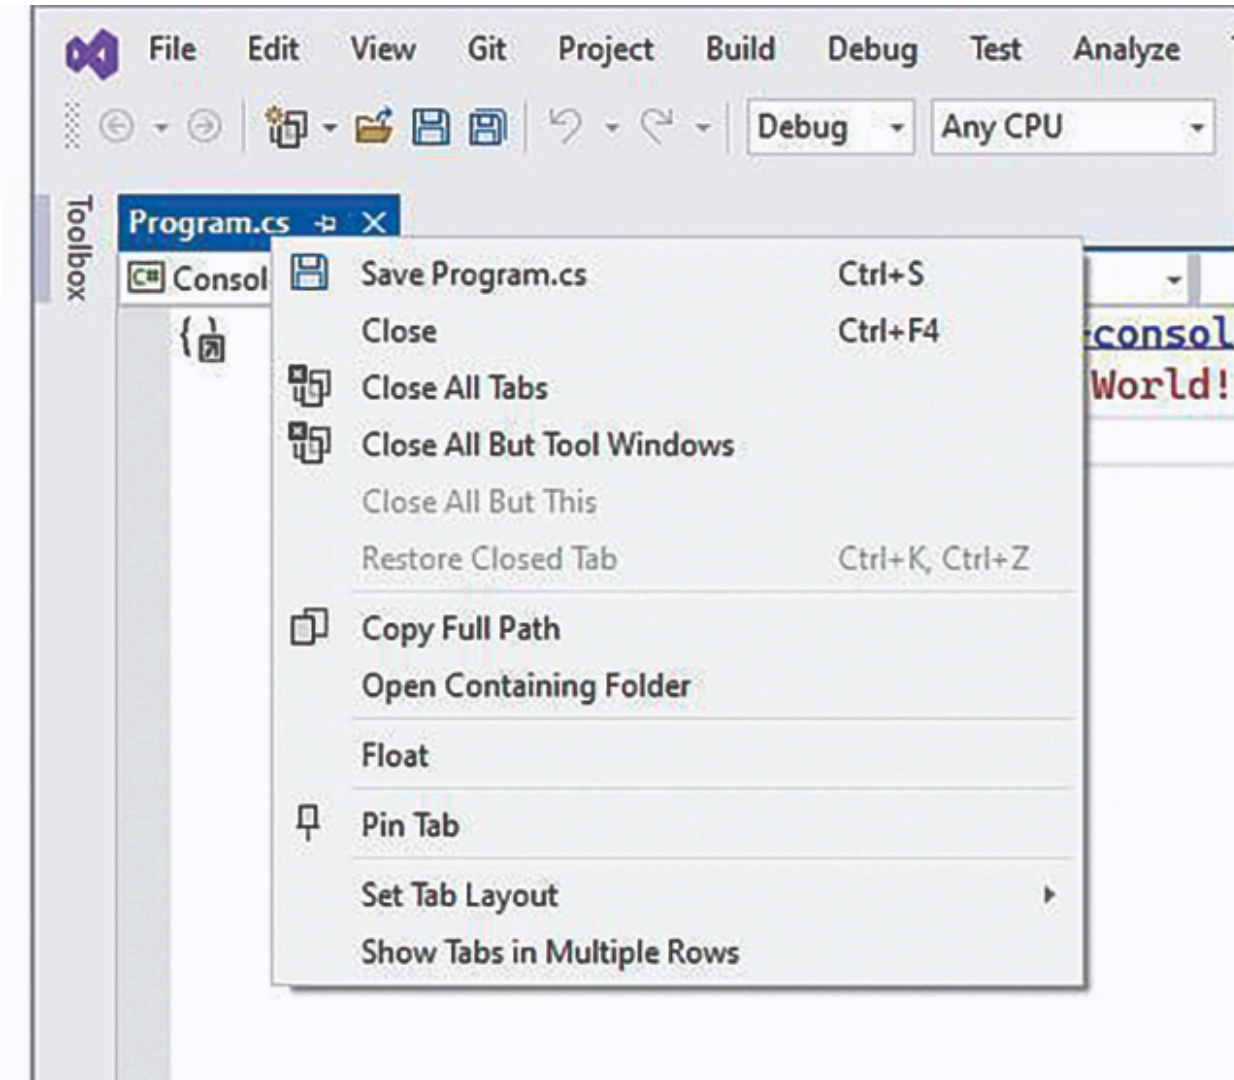 File Edit View Git Project Build Debug Test Analyze
Debug Any CPU
Toolbox
Program.cs
C# Consol
Save Program.cs Ctrl+S
Close Ctrl+F4
Close All Tabs
Close All But Tool Windows
Close All But This
Restore Closed Tab Ctrl+K, Ctrl+Z
Copy Full Path
Open Containing Folder
Float
Pin Tab
Set Tab Layout
Show Tabs in Multiple Rows
consol
World!